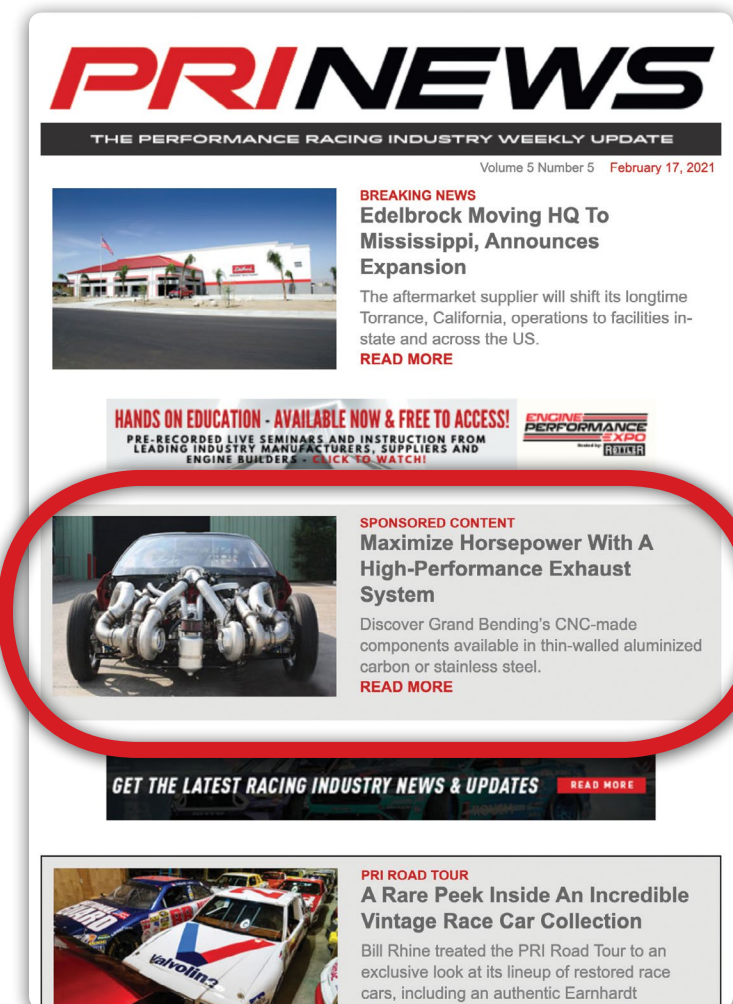 PRI NEWS
THE PERFORMANCE RACING INDUSTRY WEEKLY UPDATE
Volume 5 Number 5 February 17, 2021
BREAKING NEWS
Edelbrock Moving HQ To
Mississippi, Announces
Expansion
The aftermarket supplier will shift its longtime
Torrance, California, operations to facilities in-
state and across the US.
READ MORE
Edelbrock
HANDS ON EDUCATION - AVAILABLE NOW & FREE TO ACCESS!
PRE-RECORDED LIVE SEMINARS AND INSTRUCTION FROM
LEADING INDUSTRY MANUFACTURERS, SUPPLIERS AND
ENGINE BUILDERS - CLICK TO WATCH!
ENGINE
PERFORMANCE
EXPO
Hosted by: ROTTLER
SPONSORED CONTENT
Maximize Horsepower With A
High-Performance Exhaust
System
Discover Grand Bending's CNC-made
components available in thin-walled aluminized
carbon or stainless steel.
READ MORE
GET THE LATEST RACING INDUSTRY NEWS & UPDATES READ MORE
PRI ROAD TOUR
A Rare Peek Inside An Incredible
Vintage Race Car Collection
Bill Rhine treated the PRI Road Tour to an
exclusive look at its lineup of restored race
cars, including an authentic Earnhardt
Valvoline